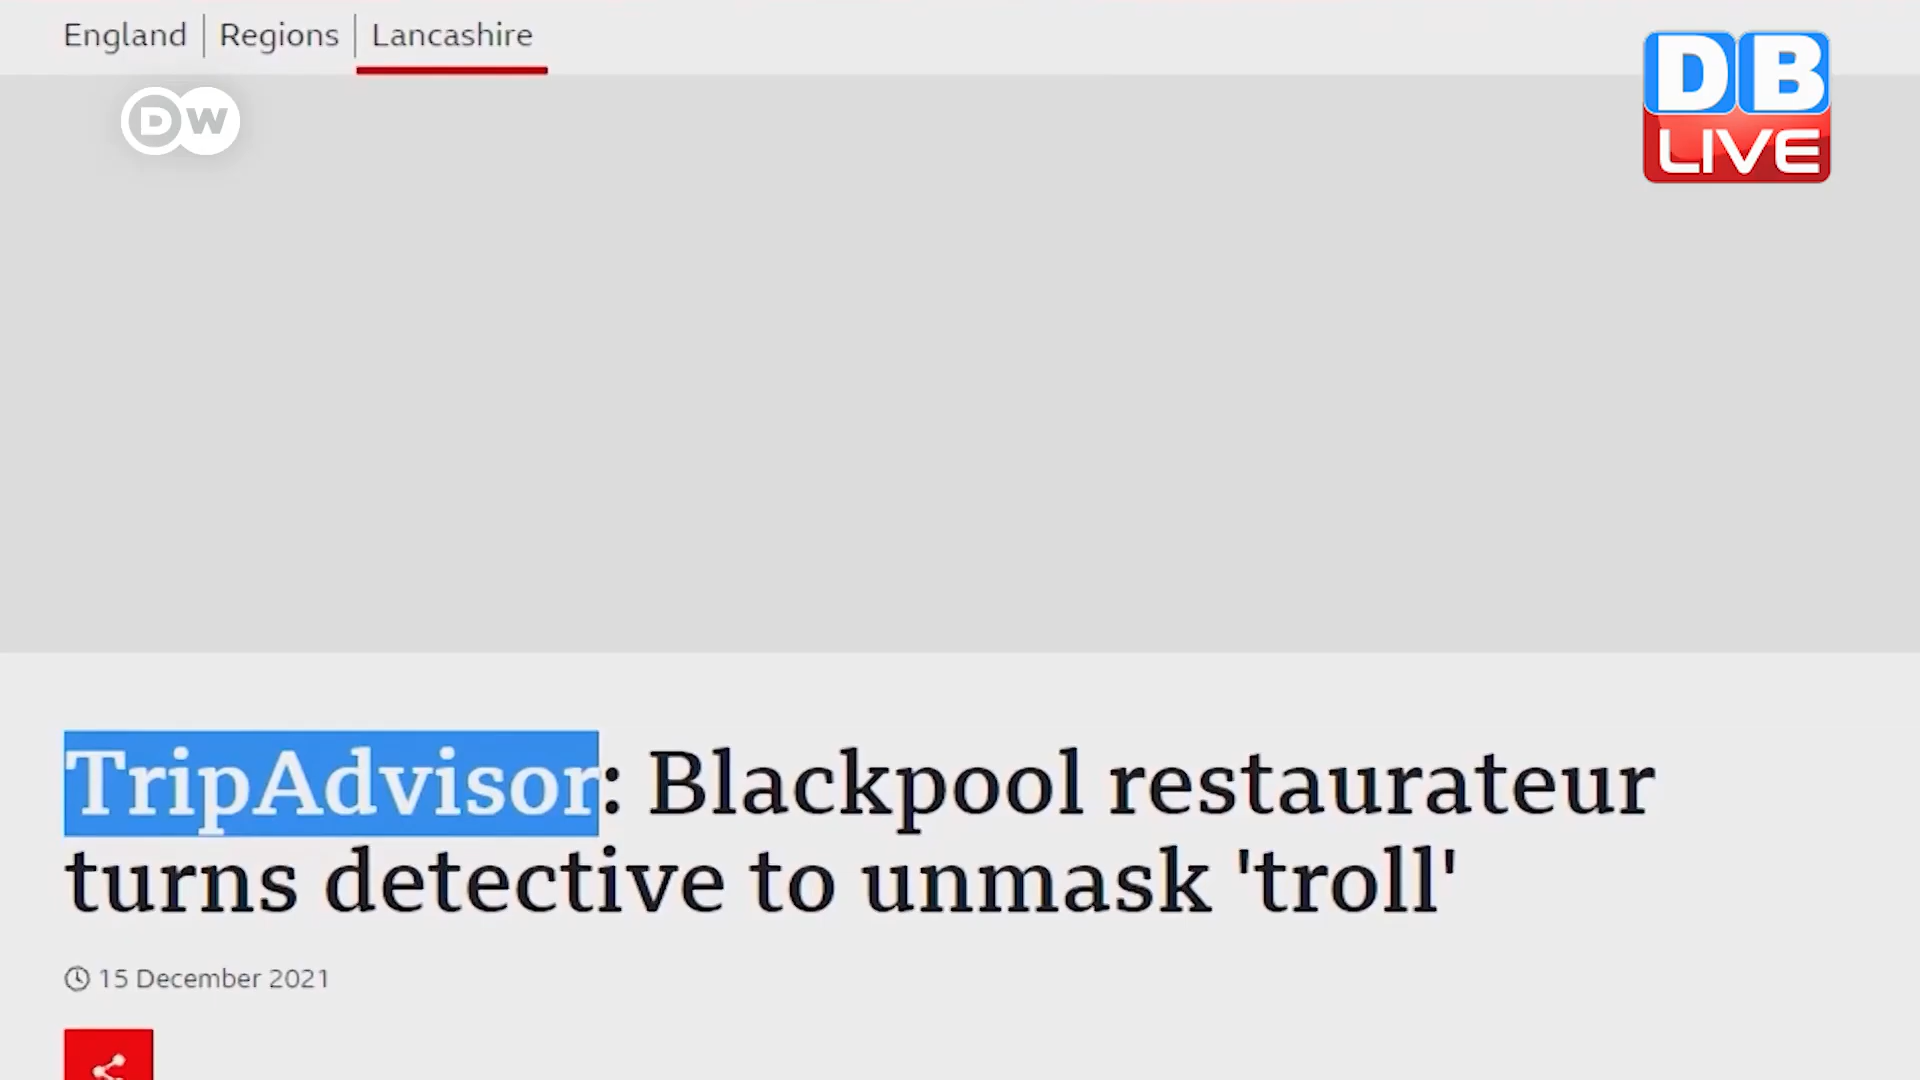 England
Regions
Lancashire
DW
DB
LIVE
TripAdvisor: Blackpool restaurateur
turns detective to unmask 'troll'
15 December 2021